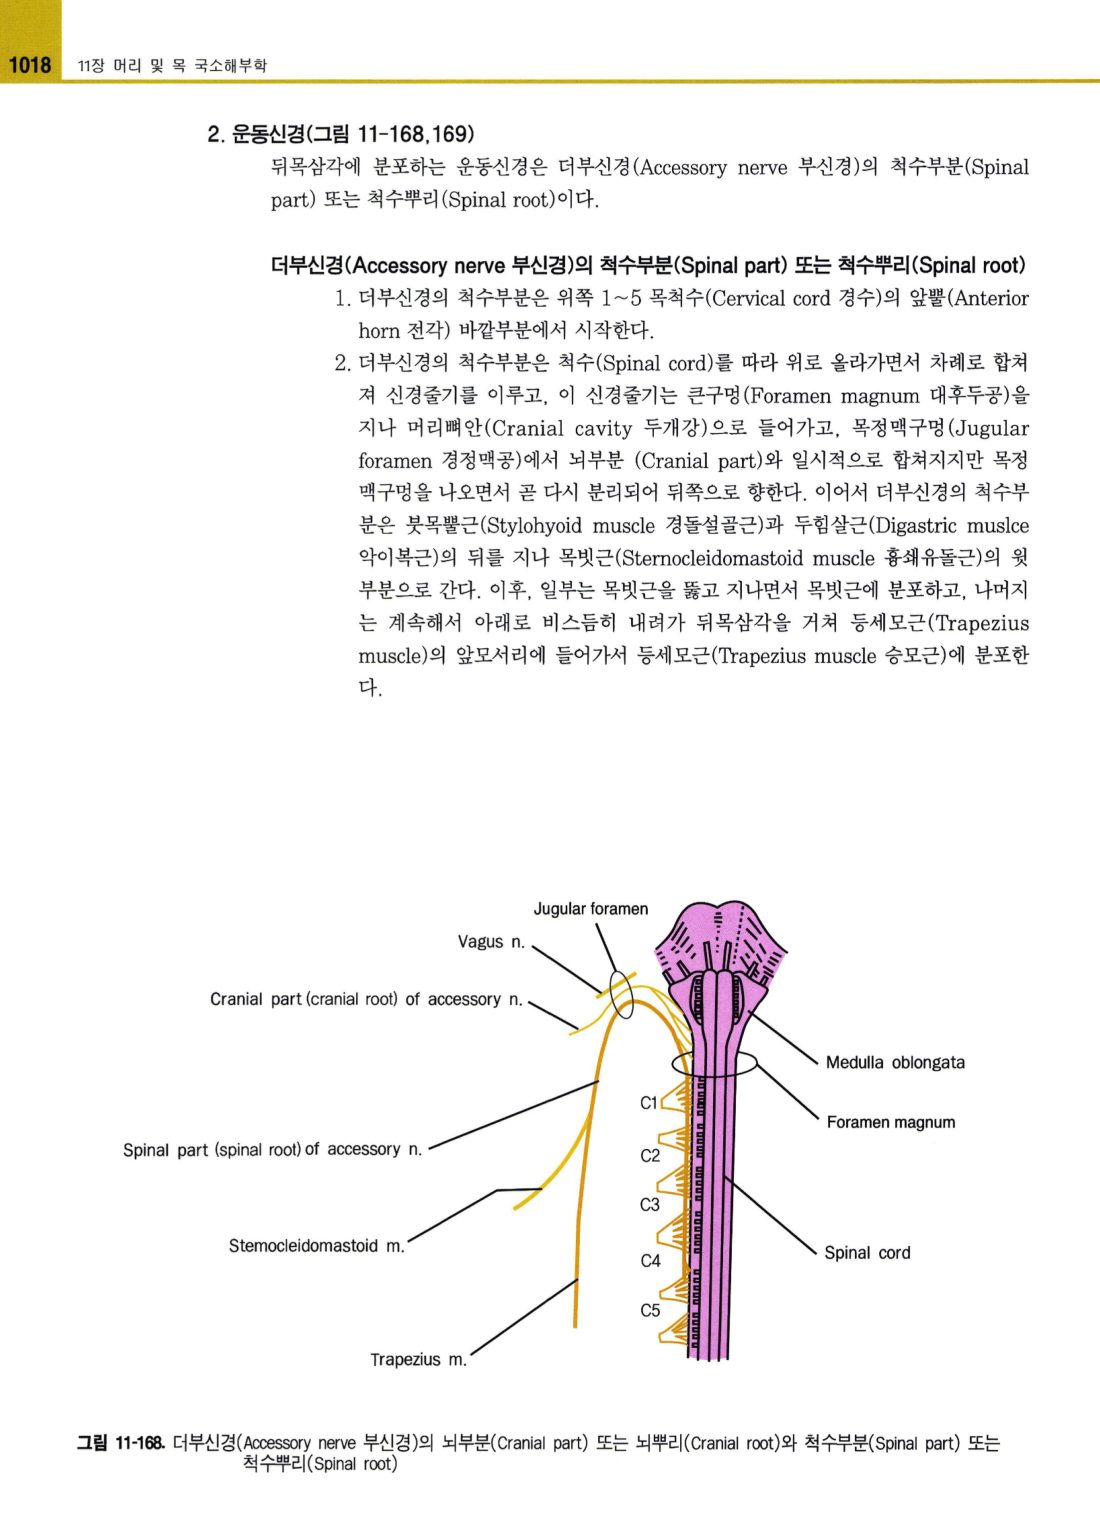 1018 11장 머리 및 목 국소해부학
2. 운동신경(그림 11-168,169)
뒤목삼각에 분포하는 운동신경은 더부신경(Accessory nerve 부신경)의 척수부분(Spinal
part) 또는 척수뿌리(Spinal root)이다.
더부신경(Accessory nerve 부신경)의 척수부분(Spinal part) 또는 척수뿌리(Spinal root)
1. 더부신경의 척수부분은 위쪽 1~5 목척수(Cervical cord 경수)의 앞뿔(Anterior
horn 전각) 바깥부분에서 시작한다.
2. 더부신경의 척수부분은 척수(Spinal cord)를 따라 위로 올라가면서 차례로 합쳐
져 신경줄기를 이루고, 이 신경줄기는 큰구멍(Foramen magnum 대후두공)을
지나 머리뼈안(Cranial cavity 두개강)으로 들어가고, 목정맥구멍(Jugular
foramen 경정맥공)에서 뇌부분 (Cranial part)와 일시적으로 합쳐지지만 목정
맥구멍을 나오면서 곧 다시 분리되어 뒤쪽으로 향한다. 이어서 더부신경의 척수부
분은 붓목뿔근(Stylohyoid muscle 경돌설골근)과 두힘살근(Digastric muslce
악이복근)의 뒤를 지나 목빗근(Sternocleidomastoid muscle 흉쇄유돌근)의 윗
부분으로 간다. 이후, 일부는 목빗근을 뚫고 지나면서 목빗근에 분포하고, 나머지
는 계속해서 아래로 비스듬히 내려가 뒤목삼각을 거쳐 등세모근(Trapezius
muscle)의 앞모서리에 들어가서 등세모근(Trapezius muscle 승모근)에 분포한
다.
Jugular foramen
Vagus n.
Cranial part (cranial root) of accessory n.
Medulla oblongata
C1
Foramen magnum
Spinal part (spinal root) of accessory n.
C2
C3
Stemocleidomastoid m.
Spinal cord
C4
C5
Trapezius m.
그림 11-168. 더부신경(Accessory nerve 부신경)의 뇌부분(Cranial part) 또는 뇌뿌리(Cranial root)와 척수부분(Spinal part) 또는
척수뿌리(Spinal root)